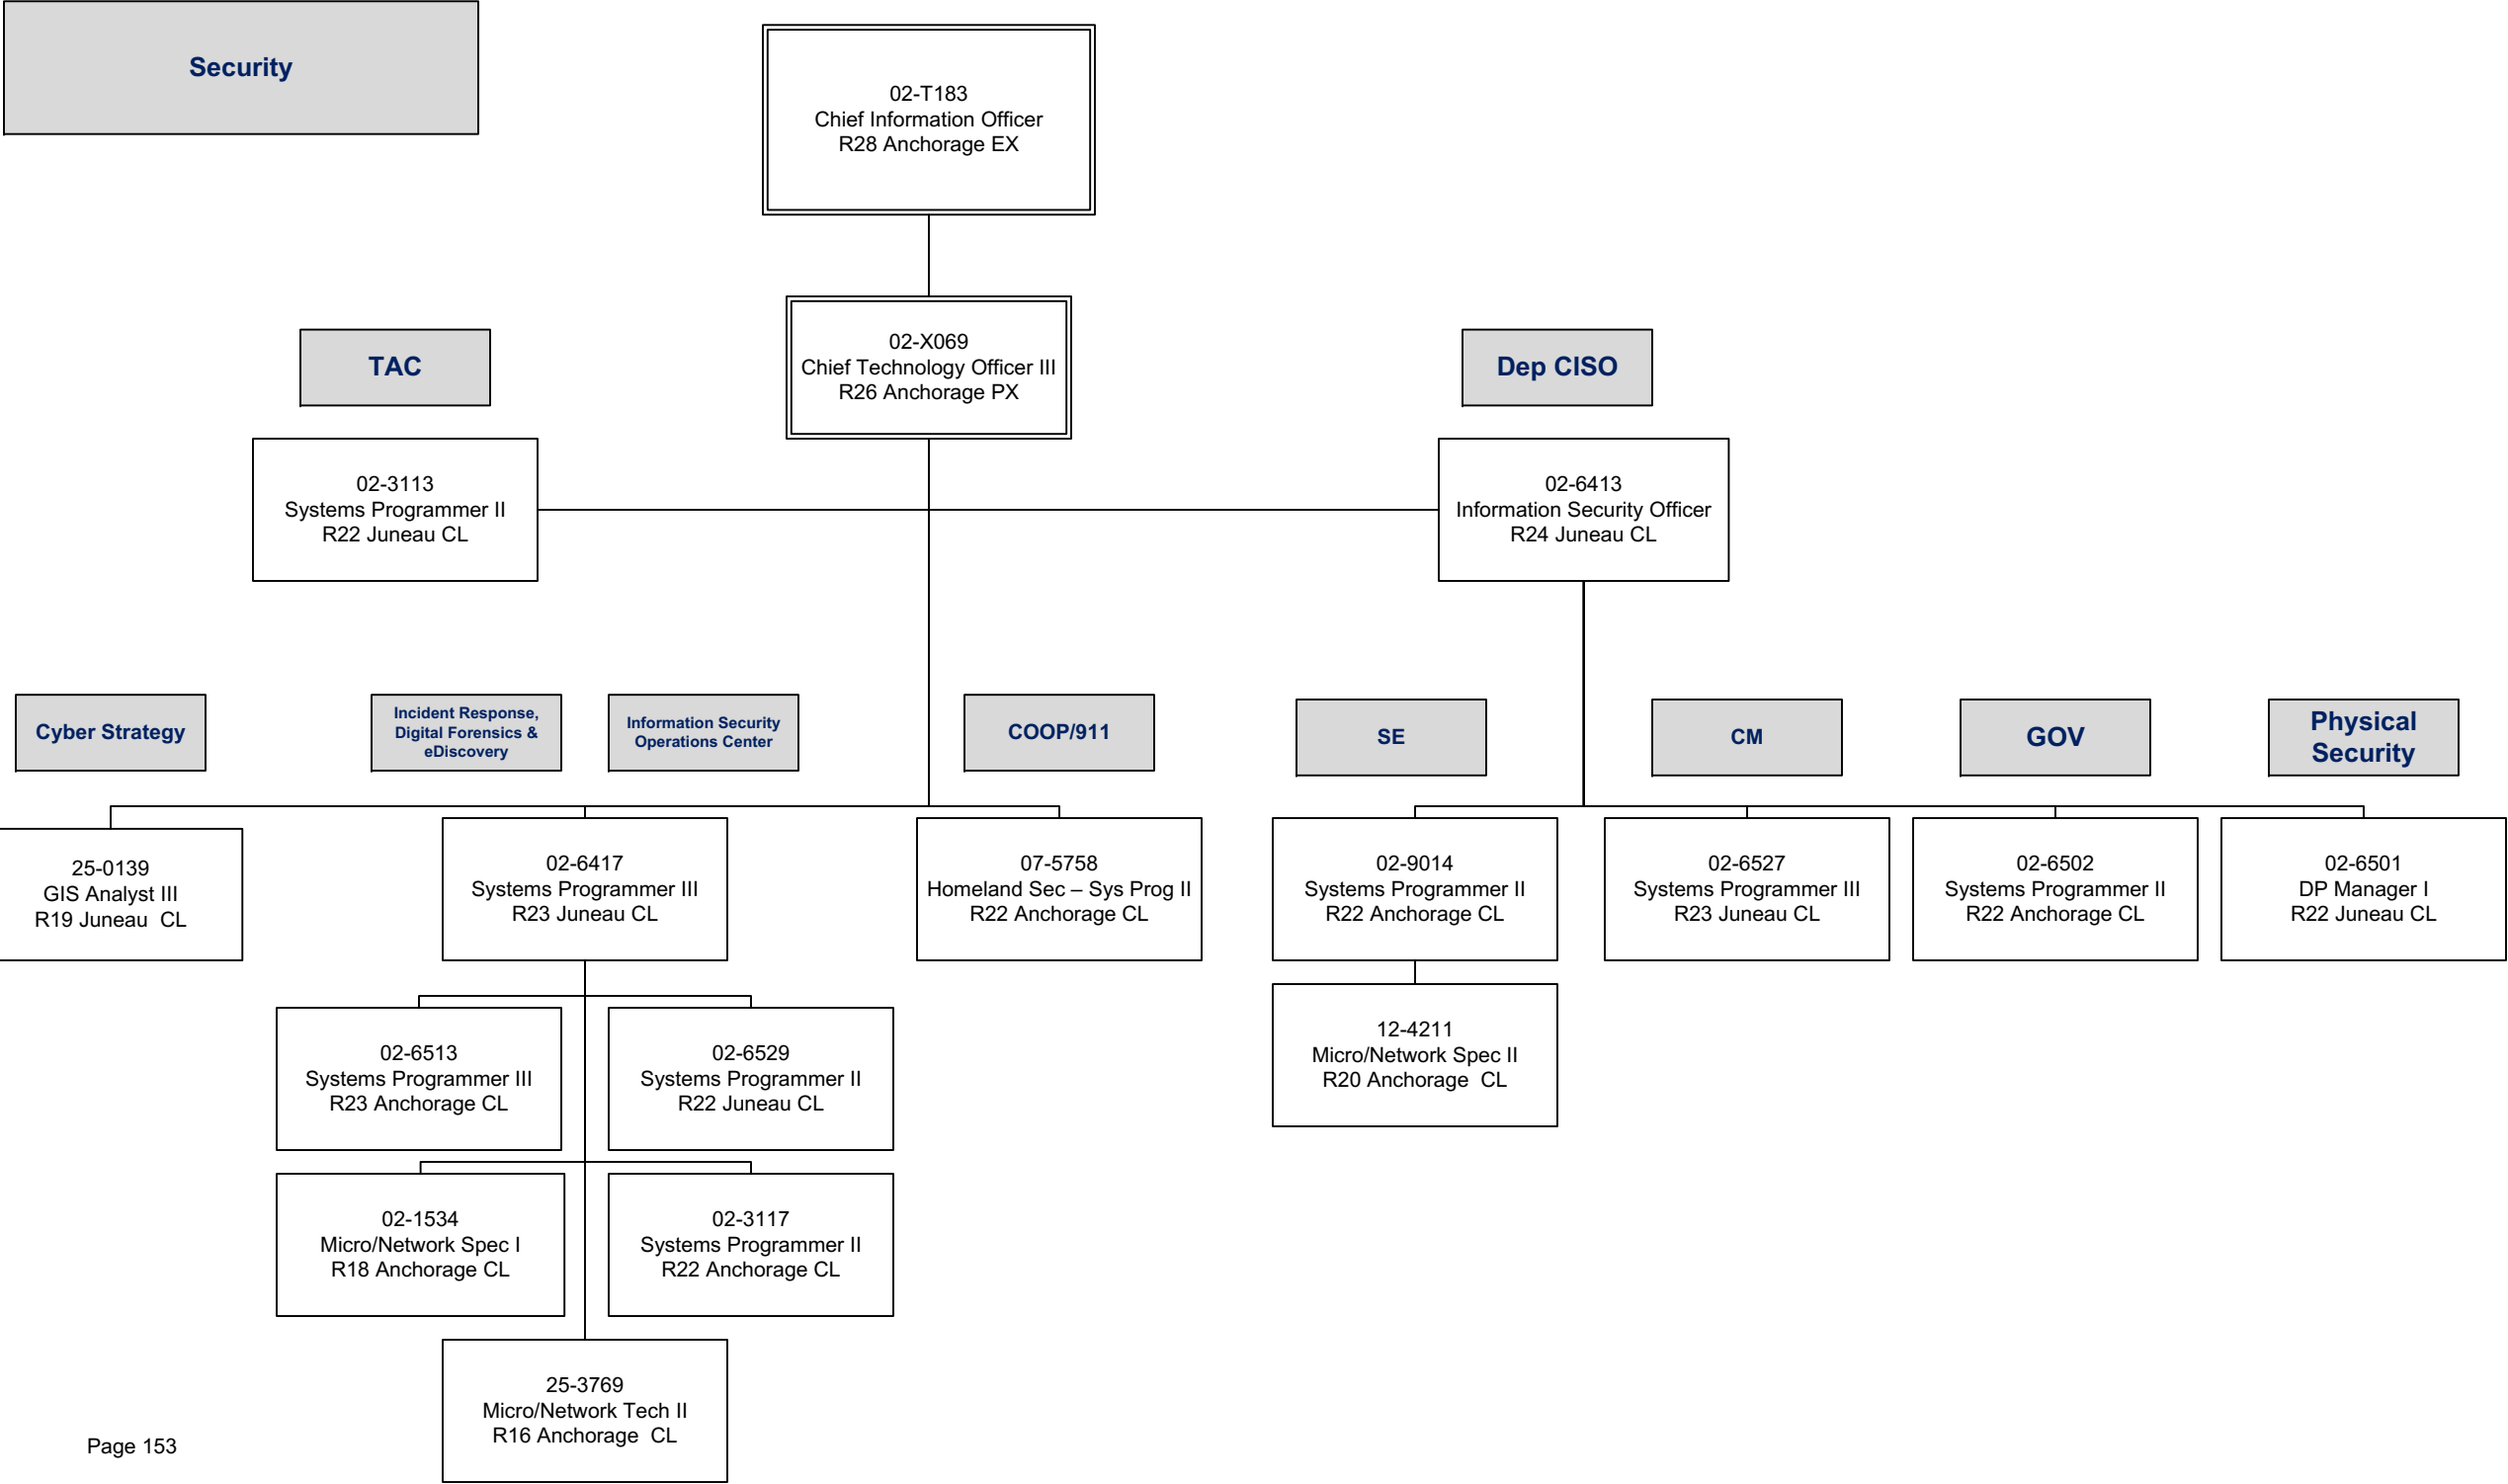 Security
02-T183
Chief Information Officer
R28 Anchorage EX
02-X069
Chief Technology Officer III
R26 Anchorage PX
TAC
Dep CISO
02-3113
Systems Programmer II
R22 Juneau CL
02-6413
Information Security Officer
R24 Juneau CL
Cyber Strategy
Incident Response,
Digital Forensics &
eDiscovery
Information Security
Operations Center
COOP/911
SE
CM
GOV
Physical
Security
25-0139
GIS Analyst III
R19 Juneau  CL
02-6417
Systems Programmer III
R23 Juneau CL
07-5758
Homeland Sec – Sys Prog II
R22 Anchorage CL
02-9014
Systems Programmer II
R22 Anchorage CL
02-6527
Systems Programmer III
R23 Juneau CL
02-6502
Systems Programmer II
R22 Anchorage CL
02-6501
DP Manager I
R22 Juneau CL
02-6513
Systems Programmer III
R23 Anchorage CL
02-6529
Systems Programmer II
R22 Juneau CL
12-4211
Micro/Network Spec II
R20 Anchorage  CL
02-1534
Micro/Network Spec I
R18 Anchorage CL
02-3117
Systems Programmer II
R22 Anchorage CL
25-3769
Micro/Network Tech II
R16 Anchorage  CL
Page 153